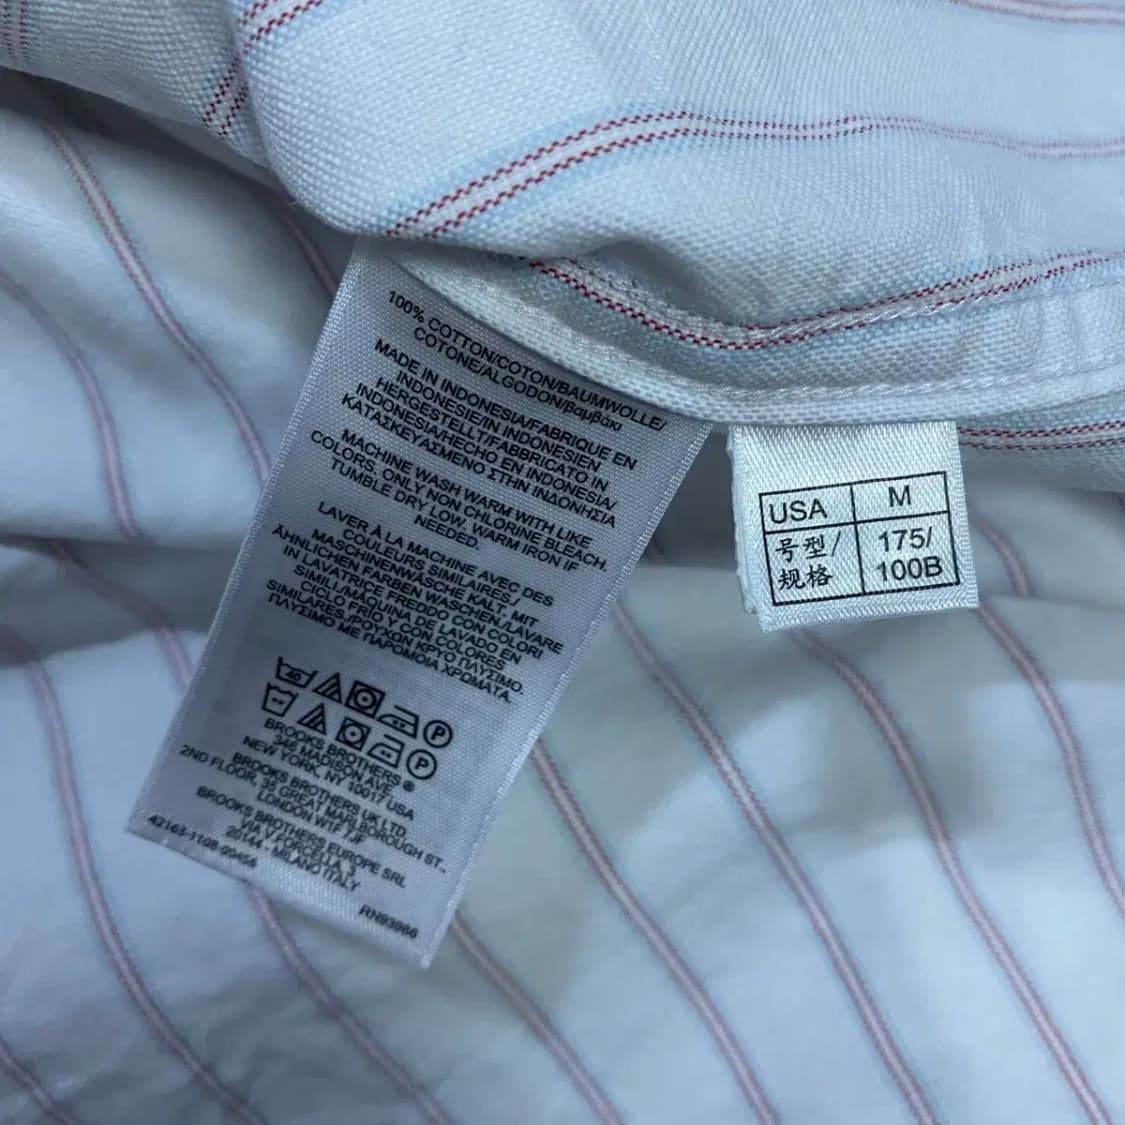 100% COTTON/COTON/BAUMWOLLE/
COTONE/ALGODON/βαμβάκι
MADE IN INDONESIA/FABRIQUE EN
INDONESIE/IN INDONESIEN
HERGESTELLT/FABBRICATO IN
INDONESIA/HECHO EN INDONESIA/
ΚΑΤΑΣΚΕΥΑΣΜΕΝΟ ΣΤΗΝ ΙΝΔΟΝΗΣΙΑ
MACHINE WASH WARM WITH LIKE
COLORS. ONLY NON CHLORINE BLEACH.
TUMBLE DRY LOW. WARM IRON IF
NEEDED.
LAVER À LA MACHINE AVEC DES
COULEURS SIMILAIRES./
MASCHINENWÄSCHE KALT, MIT
ÄHNLICHEN FARBEN WASCHEN./LAVARE
IN LAVATRICE FREDDO CON COLORI
SIMILI./MÁQUINA DE LAVADO EN
CICLO FRÍO Y CON COLORES
SIMILARES./ΡΟΥΧΩΝ ΚΡΥΟ ΠΛΥΣΙΜΟ.
ΠΛΥΣΙΜΟ ΜΕ ΠΑΡΟΜΟΙΑ ΧΡΩΜΑΤΑ.
40 P
P
BROOKS BROTHERS®
346 MADISON AVE
NEW YORK, NY 10017 USA
BROOKS BROTHERS UK LTD.
2ND FLOOR, 35 GREAT MARLBOROUGH ST.,
LONDON W1F 7JF
BROOKS BROTHERS EUROPE SRL
VIA V.FORCELLA, 3
20144 - MILANO ITALY
42163-1108-20456
RN93966
USA M
号型/ 175/
规格 100B